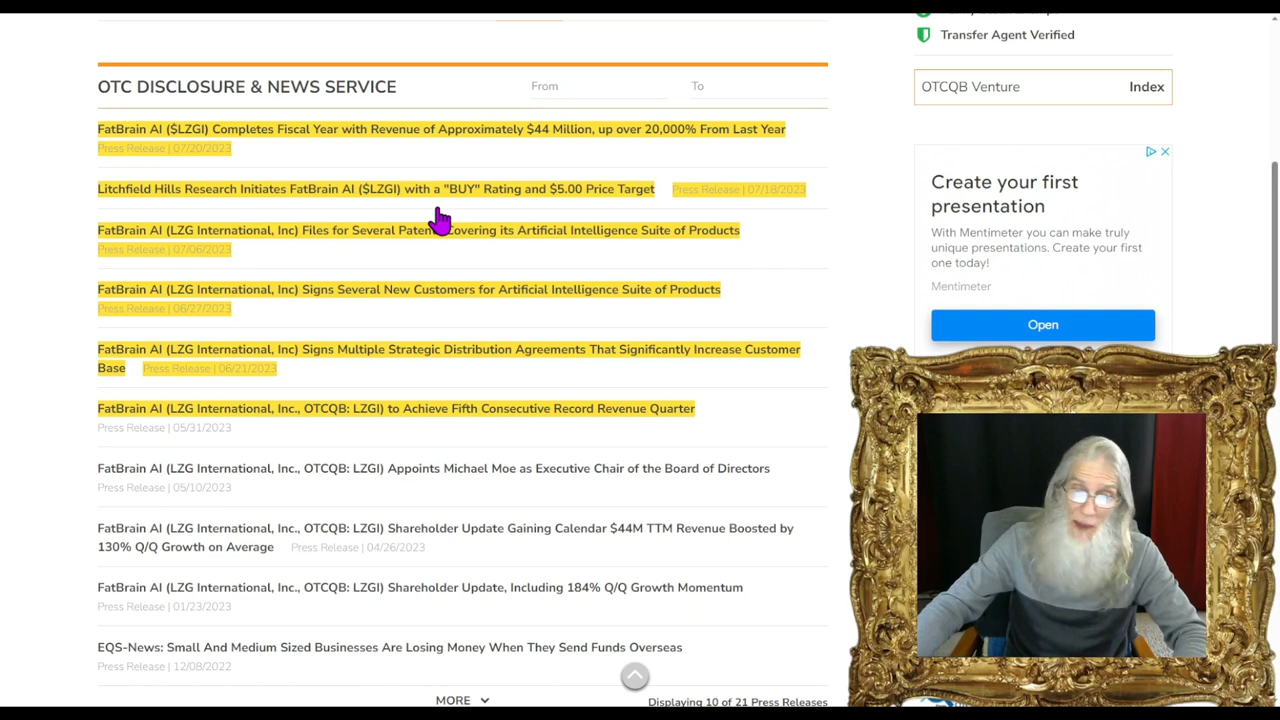 Transfer Agent Verified
OTC DISCLOSURE & NEWS SERVICE
From
To
OTCQB Venture
Index
FatBrain AI ($LZGI) Completes Fiscal Year with Revenue of Approximately $44 Million, up over 20,000% From Last Year
Press Release | 07/20/2023
Litchfield Hills Research Initiates FatBrain AI ($LZGI) with a "BUY" Rating and $5.00 Price Target Press Release | 07/18/2023
FatBrain AI (LZG International, Inc) Files for Several Paten covering its Artificial Intelligence Suite of Products
Press Release | 07/06/2023
FatBrain AI (LZG International, Inc) Signs Several New Customers for Artificial Intelligence Suite of Products
Press Release | 06/27/2023
FatBrain AI (LZG International, Inc) Signs Multiple Strategic Distribution Agreements That Significantly Increase Customer
Base Press Release | 06/21/2023
FatBrain AI (LZG International, Inc., OTCQB: LZGI) to Achieve Fifth Consecutive Record Revenue Quarter
Press Release | 05/31/2023
FatBrain AI (LZG International, Inc., OTCQB: LZGI) Appoints Michael Moe as Executive Chair of the Board of Directors
Press Release | 05/10/2023
FatBrain AI (LZG International, Inc., OTCQB: LZGI) Shareholder Update Gaining Calendar $44M TTM Revenue Boosted by
130% Q/Q Growth on Average Press Release | 04/26/2023
FatBrain AI (LZG International, Inc., OTCQB: LZGI) Shareholder Update, Including 184% Q/Q Growth Momentum
Press Release | 01/23/2023
EQS-News: Small And Medium Sized Businesses Are Losing Money When They Send Funds Overseas
Press Release | 12/08/2022
MORE
Displaying 10 of 21 Press Releases
Create your first
presentation
With Mentimeter you can make truly
unique presentations. Create your first
one today!
Mentimeter
Open